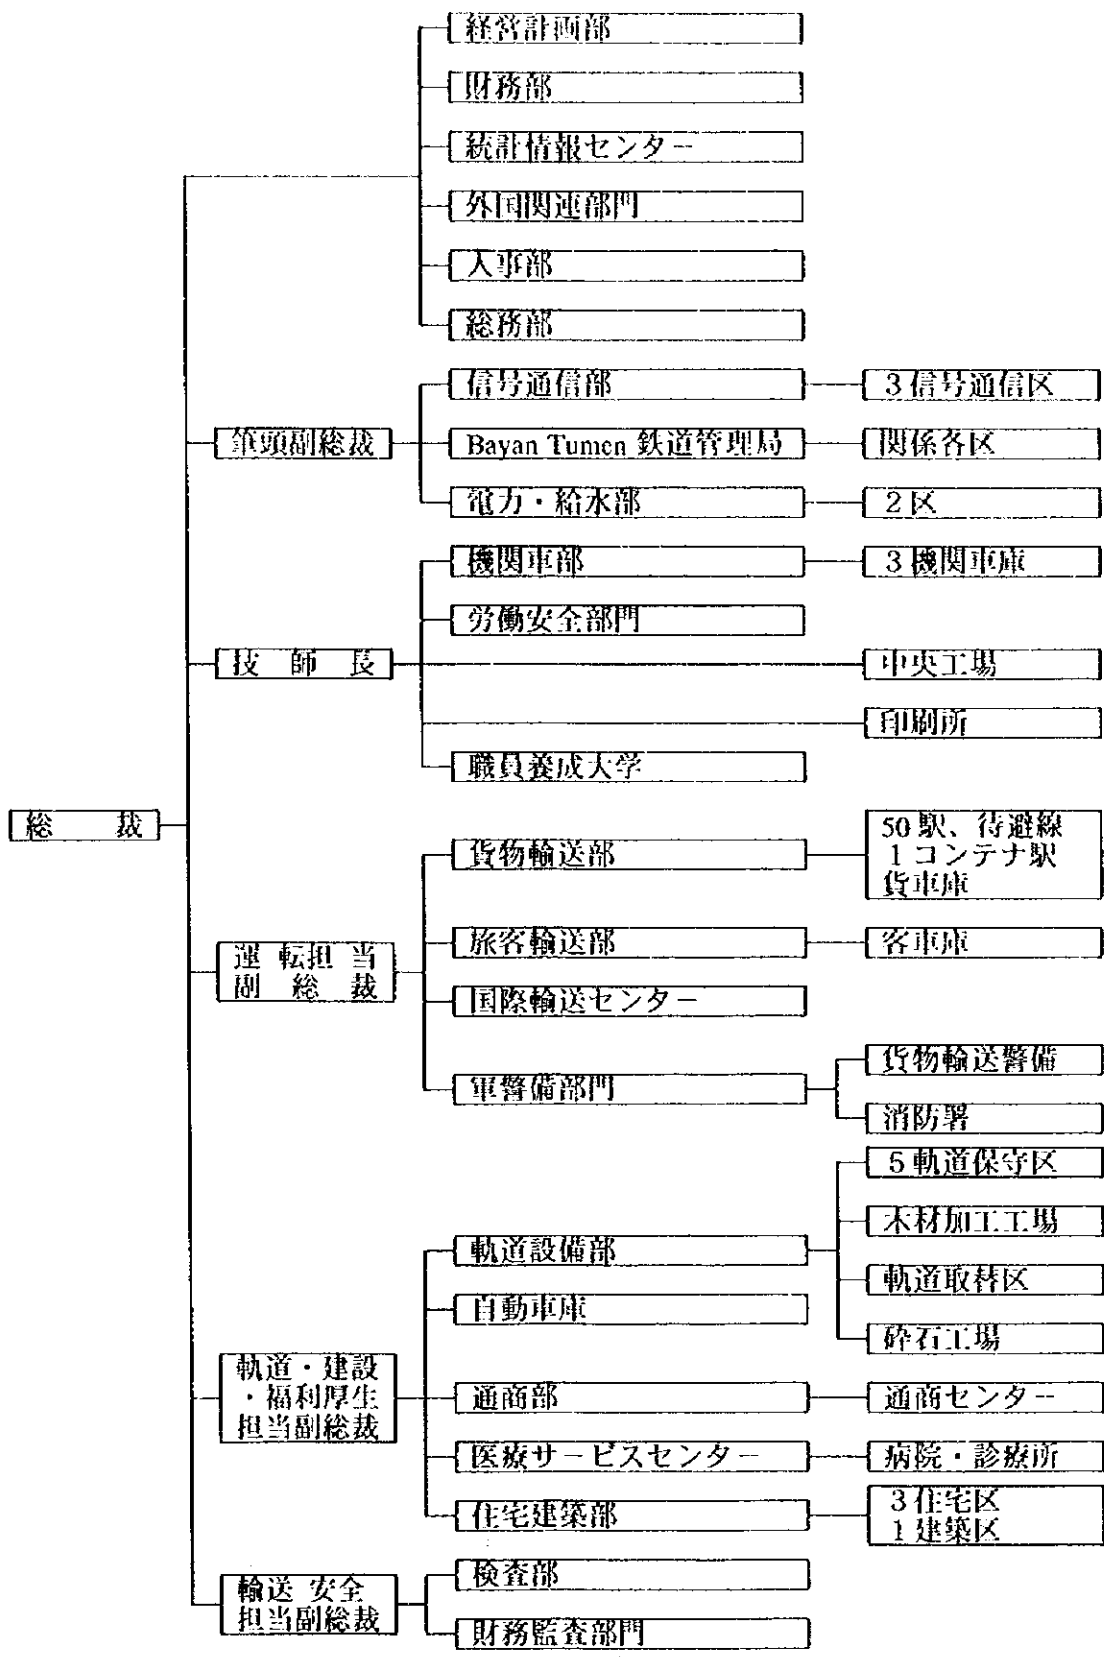 経営計画部
財務部
統計情報センター
外国関連部門
人事部
総務部
信号通信部
3信号通信区
筆頭副総裁
Bayan Tumen 鉄道管理局
関係各区
電力・給水部
2区
機関車部
3機関車庫
労働安全部門
技師長
中央工場
印刷所
職員養成大学
総裁
貨物輸送部
50駅、待避線
1コンテナ駅
貨車庫
運転担当
副総裁
旅客輸送部
客車庫
国際輸送センター
軍警備部門
貨物輸送警備
消防署
軌道設備部
5軌道保守区
木材加工工場
軌道取替区
砕石工場
自動車庫
軌道・建設
・福利厚生
担当副総裁
通商部
通商センター
医療サービスセンター
病院・診療所
住宅建築部
3住宅区
1建築区
輸送安全
担当副総裁
検査部
財務監査部門